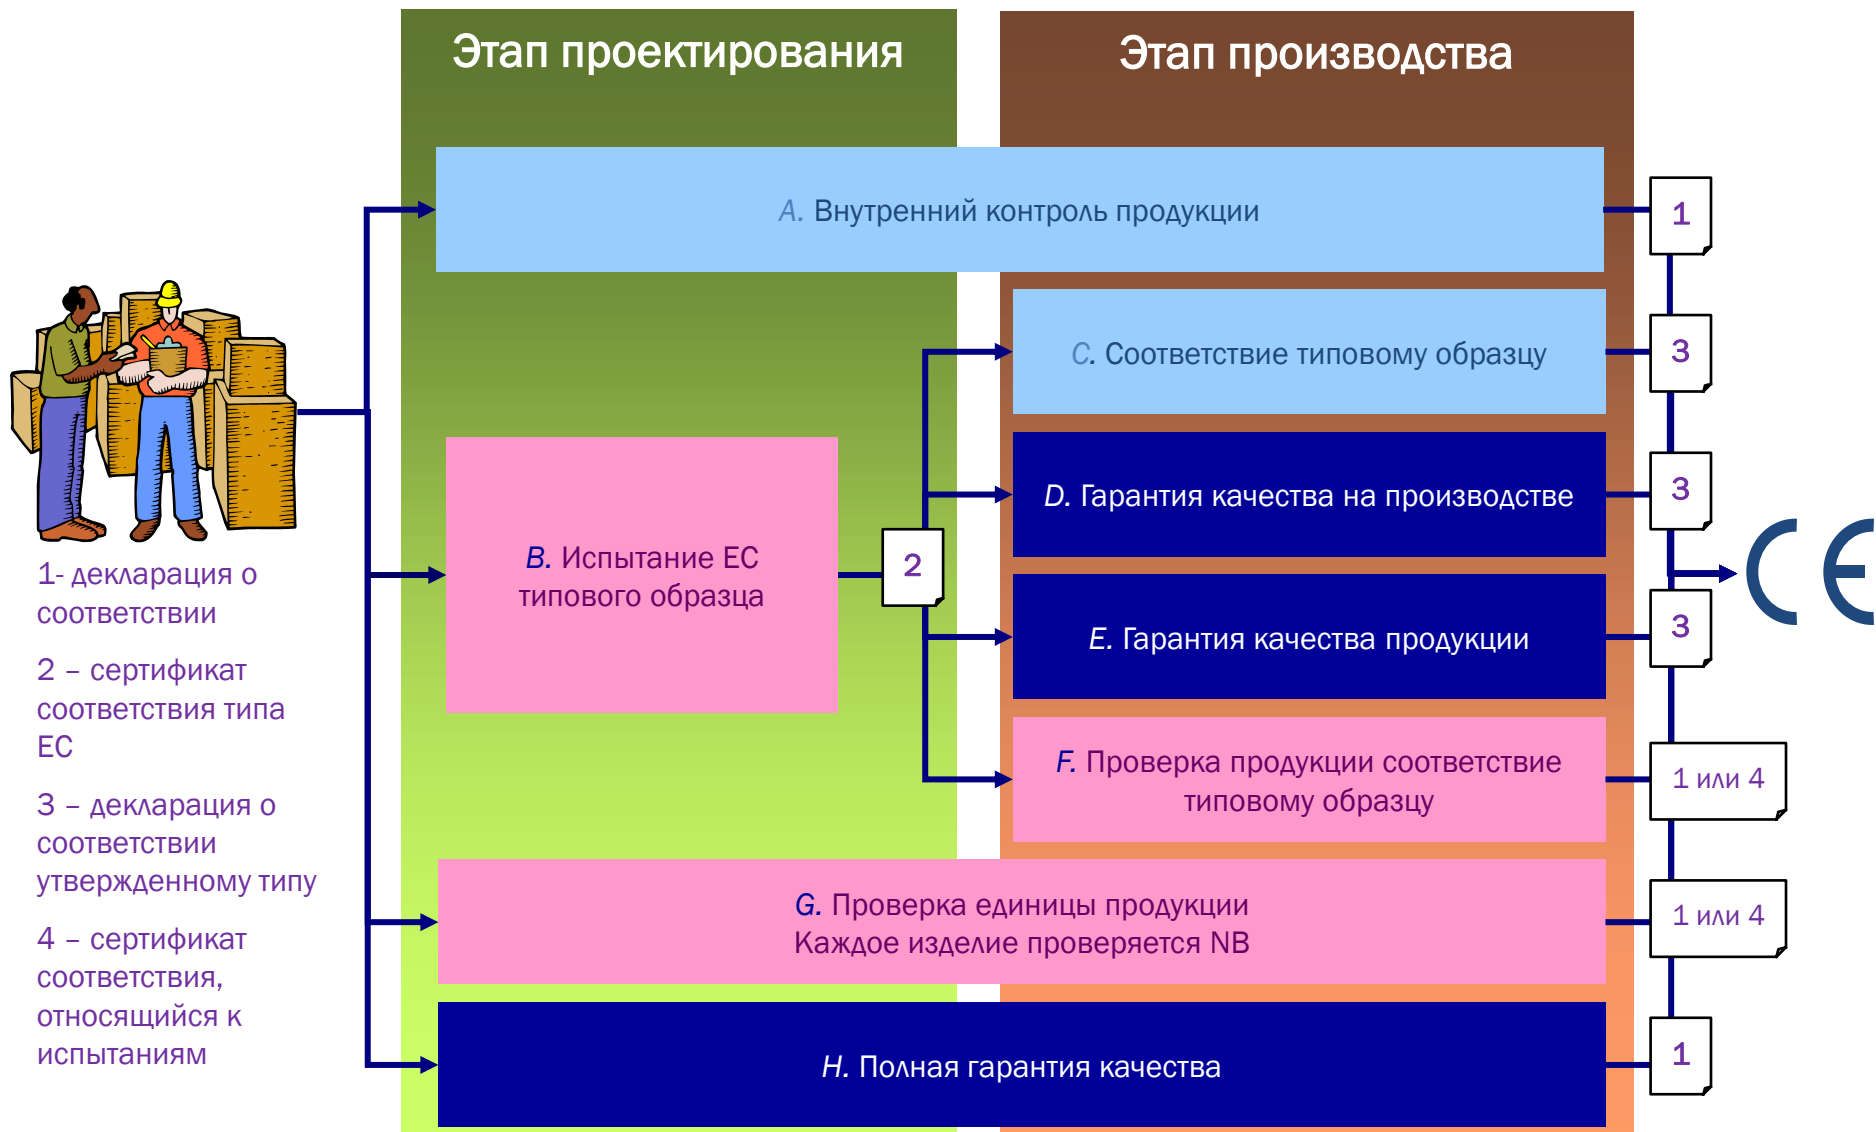 Этап проектирования
Этап производства
A. Внутренний контроль продукции
1
C. Соответствие типовому образцу
3
D. Гарантия качества на производстве
3
B. Испытание ЕС
типового образца
2
E. Гарантия качества продукции
3
CE
F. Проверка продукции соответствие
типовому образцу
1 или 4
G. Проверка единицы продукции
Каждое изделие проверяется NB
1 или 4
H. Полная гарантия качества
1
1- декларация о
соответствии
2 – сертификат
соответствия типа
ЕС
3 – декларация о
соответствии
утвержденному типу
4 – сертификат
соответствия,
относящийся к
испытаниям